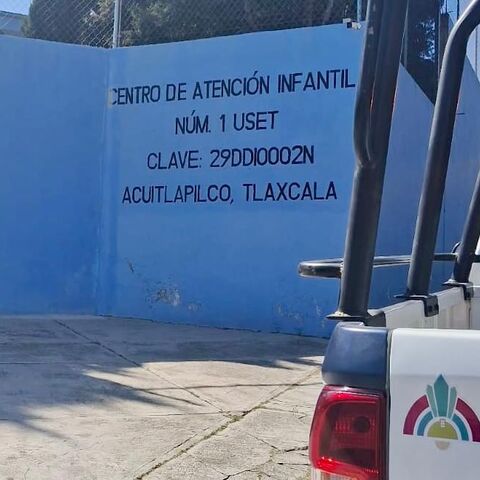 CENTRO DE ATENCIÓN INFANTIL
NÚM. 1 USET
CLAVE: 29DDI0002N
ACUITLAPILCO, TLAXCALA